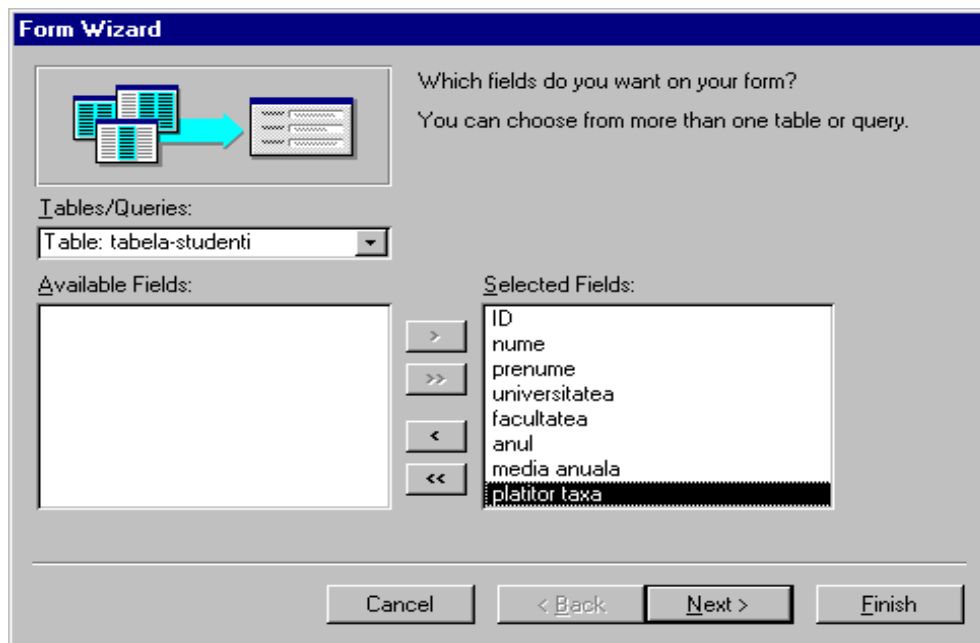 Form Wizard
Which fields do you want on your form?
You can choose from more than one table or query.
Tables/Queries:
Table: tabela-studenti
Available Fields:
Selected Fields:
ID
nume
prenume
universitatea
facultatea
anul
media anuala
platitor taxa
>
>>
<
<<
Cancel
< Back
Next >
Finish